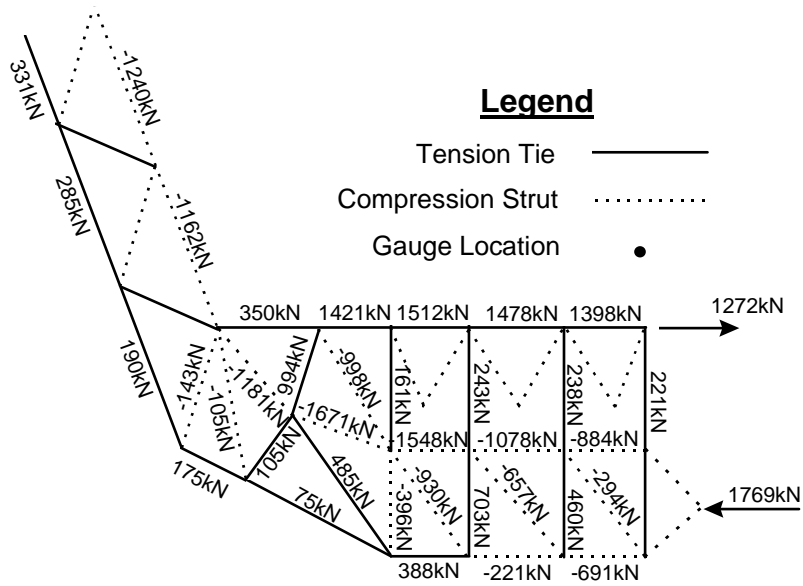 331kN
-1240kN
Legend
Tension Tie
Compression Strut
Gauge Location
285kN
-1162kN
350kN 1421kN 1512kN 1478kN 1398kN 1272kN
190kN
-143kN
-105kN
-1181kN
994kN
-998kN
161kN
243kN
238kN
221kN
-1671kN
-1548kN -1078kN -884kN
175kN
105kN
485kN
75kN
-396kN
-930kN
703kN
-657kN
460kN
-294kN
1769kN
388kN -221kN -691kN